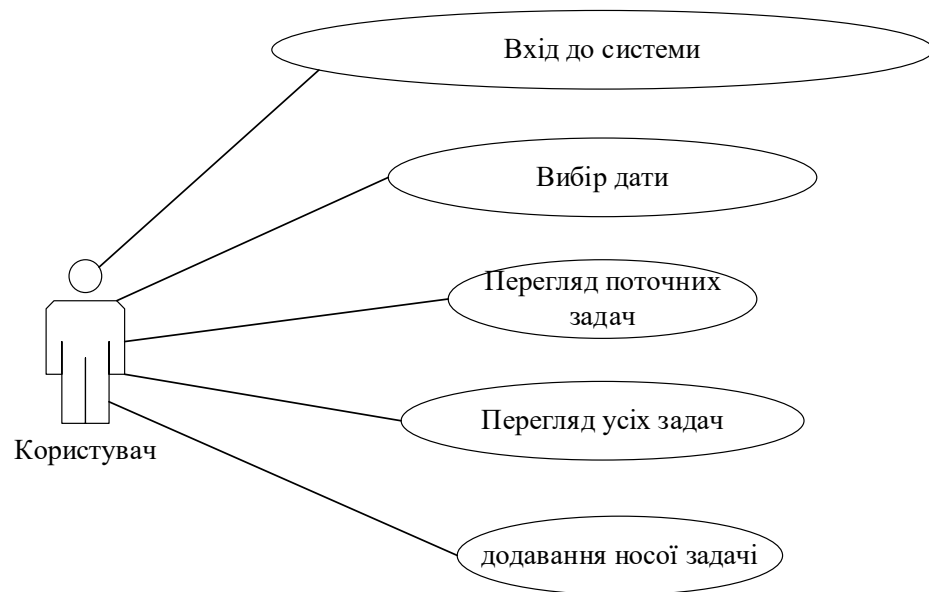 Вхід до системи
Вибір дати
Перегляд поточних
задач
Перегляд усіх задач
Користувач
додавання носої задачі